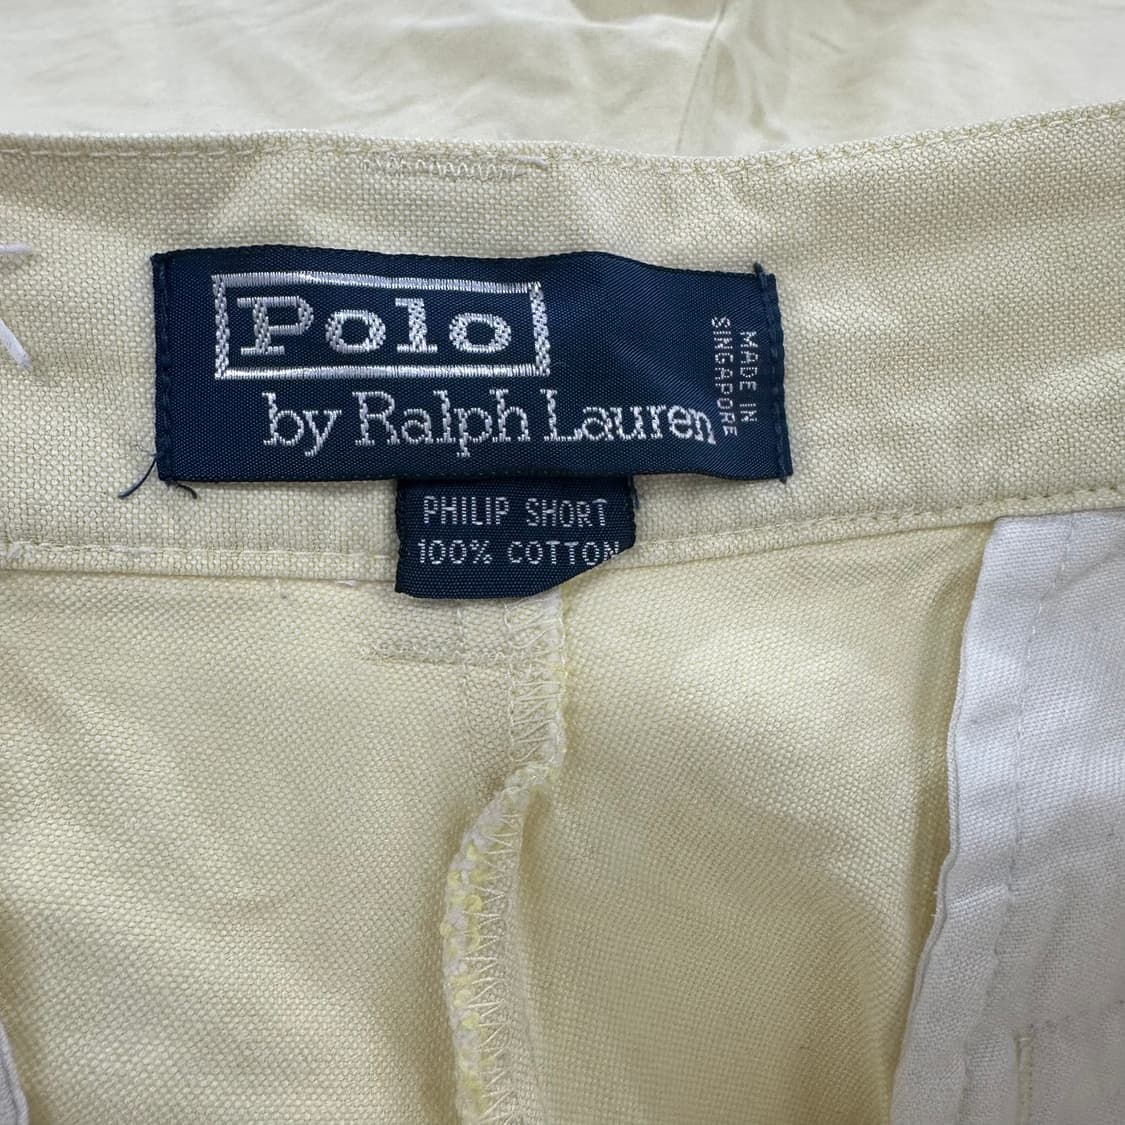 Polo
by Ralph Lauren
MADE IN
SINGAPORE
PHILIP SHORT
100% COTTON